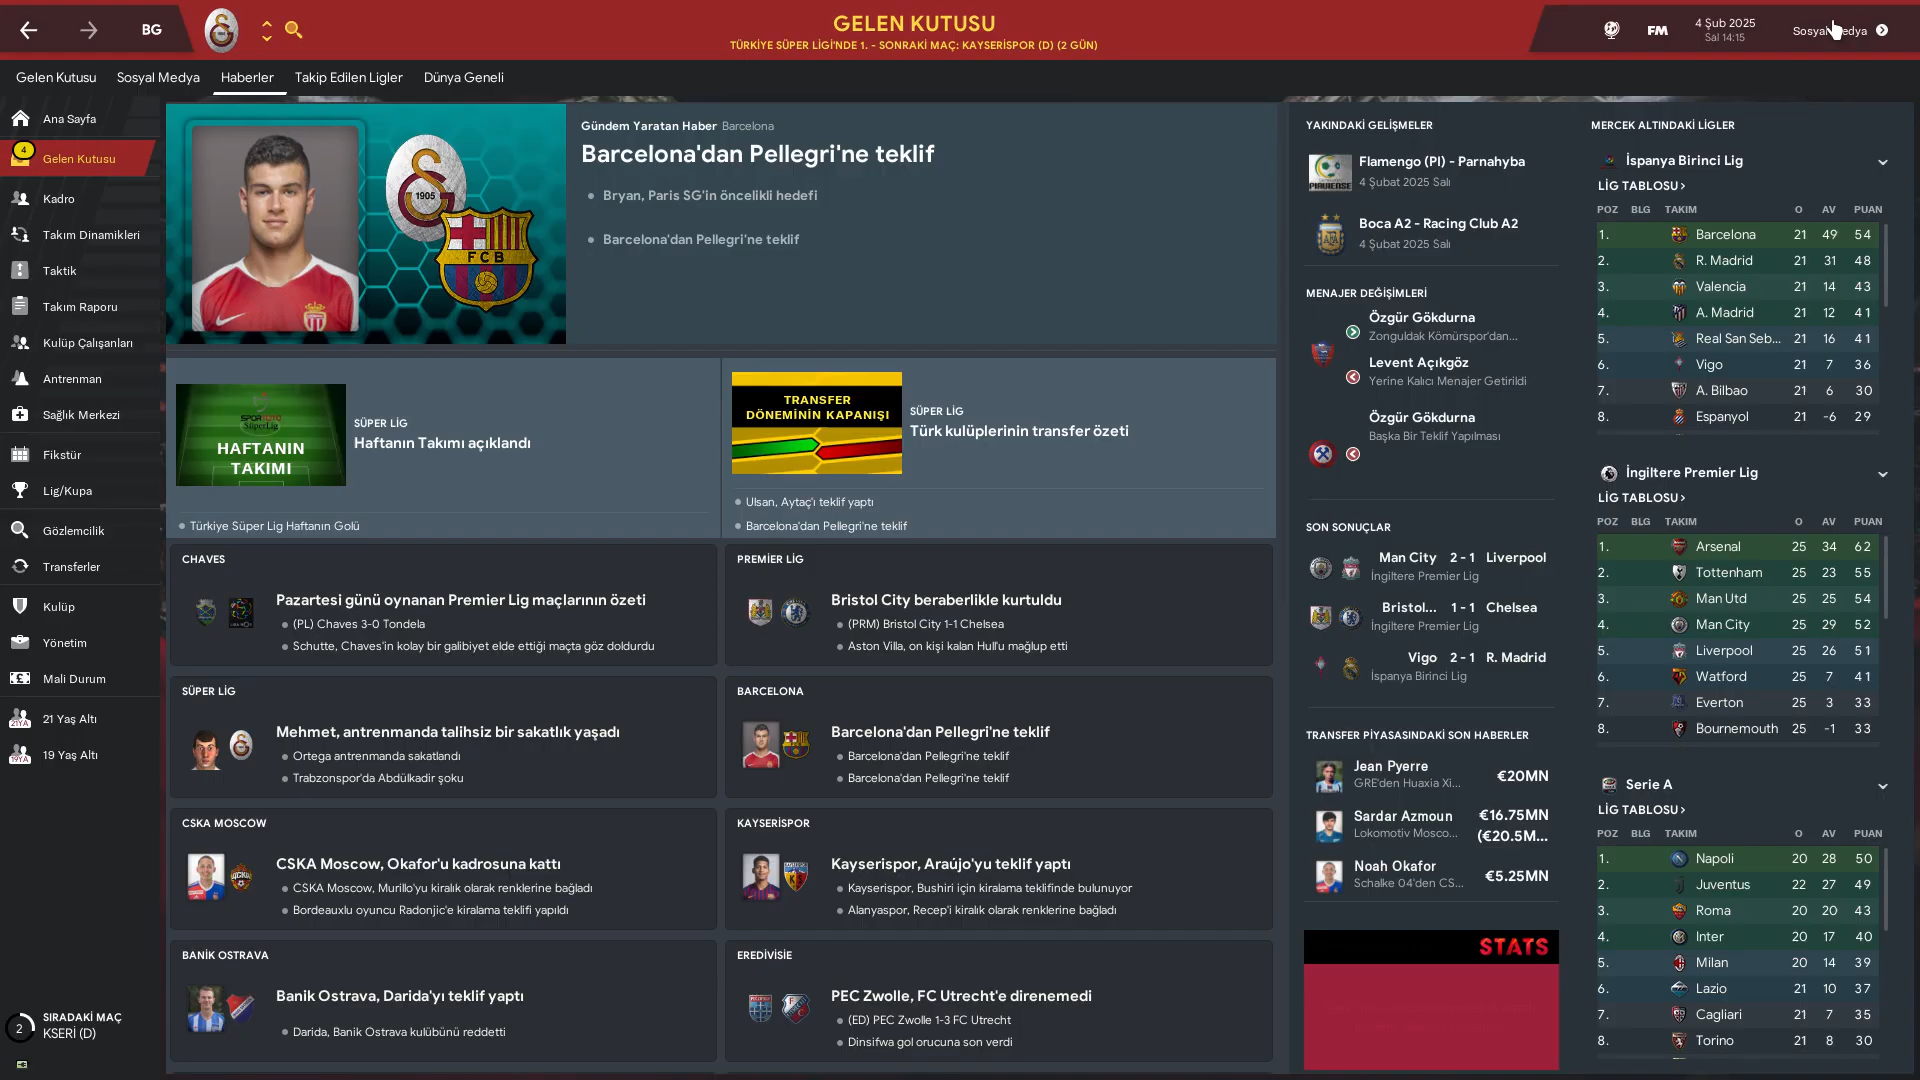 BG
GELEN KUTUSU
TÜRKİYE SÜPER LİGİ'NDE 1. - SONRAKİ MAÇ: KAYSERİSPOR (D) (2 GÜN)
FM
4 Şub 2025
Sal 14:15
Gelen Kutusu
Sosyal Medya
Haberler
Takip Edilen Ligler
Dünya Geneli
Ana Sayfa
4
Gelen Kutusu
Kadro
Takım Dinamikleri
Taktik
Takım Raporu
Kulüp Çalışanları
Antrenman
Sağlık Merkezi
Fikstür
Lig/Kupa
Gözlemcilik
Transferler
Kulüp
Yönetim
Mali Durum
21YA
21 Yaş Altı
19YA
19 Yaş Altı
2
SIRADAKİ MAÇ
KSERİ (D)
1905
FCB
Gündem Yaratan Haber Barcelona
Barcelona'dan Pellegri'ne teklif
Bryan, Paris SG'in öncelikli hedefi
Barcelona'dan Pellegri'ne teklif
SPOR TOTO
SüperLig
HAFTANIN
TAKIMI
SÜPER LİG
Haftanın Takımı açıklandı
Türkiye Süper Lig Haftanın Golü
TRANSFER
DÖNEMİNİN KAPANIŞI
SÜPER LİG
Türk kulüplerinin transfer özeti
Ulsan, Aytaç'ı teklif yaptı
Barcelona'dan Pellegri'ne teklif
CHAVES
Pazartesi günü oynanan Premier Lig maçlarının özeti
(PL) Chaves 3-0 Tondela
Schutte, Chaves'in kolay bir galibiyet elde ettiği maçta göz doldurdu
PREMİER LİG
Bristol City beraberlikle kurtuldu
(PRM) Bristol City 1-1 Chelsea
Aston Villa, on kişi kalan Hull'u mağlup etti
SÜPER LİG
Mehmet, antrenmanda talihsiz bir sakatlık yaşadı
Ortega antrenmanda sakatlandı
Trabzonspor'da Abdülkadir şoku
BARCELONA
Barcelona'dan Pellegri'ne teklif
Barcelona'dan Pellegri'ne teklif
Barcelona'dan Pellegri'ne teklif
CSKA MOSCOW
CSKA Moscow, Okafor'u kadrosuna kattı
CSKA Moscow, Murillo'yu kiralık olarak renklerine bağladı
Bordeauxlu oyuncu Radonjic'e kiralama teklifi yapıldı
KAYSERİSPOR
Kayserispor, Araújo'yu teklif yaptı
Kayserispor, Bushiri için kiralama teklifinde bulunuyor
Alanyaspor, Recep'i kiralık olarak renklerine bağladı
BANİK OSTRAVA
Banik Ostrava, Darida'yı teklif yaptı
Darida, Banik Ostrava kulübünü reddetti
EREDİVİSİE
PEC Zwolle, FC Utrecht'e direnemedi
(ED) PEC Zwolle 1-3 FC Utrecht
Dinsifwa gol orucuna son verdi
YAKINDAKİ GELİŞMELER
Flamengo (PI) - Parnahyba
4 Şubat 2025 Salı
Boca A2 - Racing Club A2
4 Şubat 2025 Salı
MENAJER DEĞİŞİMLERİ
Özgür Gökdurna
Zonguldak Kömürspor'dan...
Levent Açıkgöz
Yerine Kalıcı Menajer Getirildi
Özgür Gökdurna
Başka Bir Teklif Yapılması
SON SONUÇLAR
Man City 2 - 1 Liverpool
İngiltere Premier Lig
Bristol... 1 - 1 Chelsea
İngiltere Premier Lig
Vigo 2 - 1 R. Madrid
İspanya Birinci Lig
TRANSFER PİYASASINDAKİ SON HABERLER
Jean Pyerre €20MN
GRE'den Huaxia Xi...
Sardar Azmoun €16.75MN
Lokomotiv Mosco... (€20.5M...
Noah Okafor €5.25MN
Schalke 04'den CS...
STATS
MERCEK ALTINDAKİ LİGLER
İspanya Birinci Lig
LİG TABLOSU ›
POZ BLG TAKIM O AV PUAN
1. Barcelona 21 49 54
2. R. Madrid 21 31 48
3. Valencia 21 14 43
4. A. Madrid 21 12 41
5. Real San Seb... 21 16 41
6. Vigo 21 7 36
7. A. Bilbao 21 6 30
8. Espanyol 21 -6 29
İngiltere Premier Lig
LİG TABLOSU ›
POZ BLG TAKIM O AV PUAN
1. Arsenal 25 34 62
2. Tottenham 25 23 55
3. Man Utd 25 25 54
4. Man City 25 29 52
5. Liverpool 25 26 51
6. Watford 25 7 41
7. Everton 25 3 33
8. Bournemouth 25 -1 33
Serie A
LİG TABLOSU ›
POZ BLG TAKIM O AV PUAN
1. Napoli 20 28 50
2. Juventus 22 27 49
3. Roma 20 20 43
4. Inter 20 17 40
5. Milan 20 14 39
6. Lazio 21 10 37
7. Cagliari 21 7 35
8. Torino 21 8 30